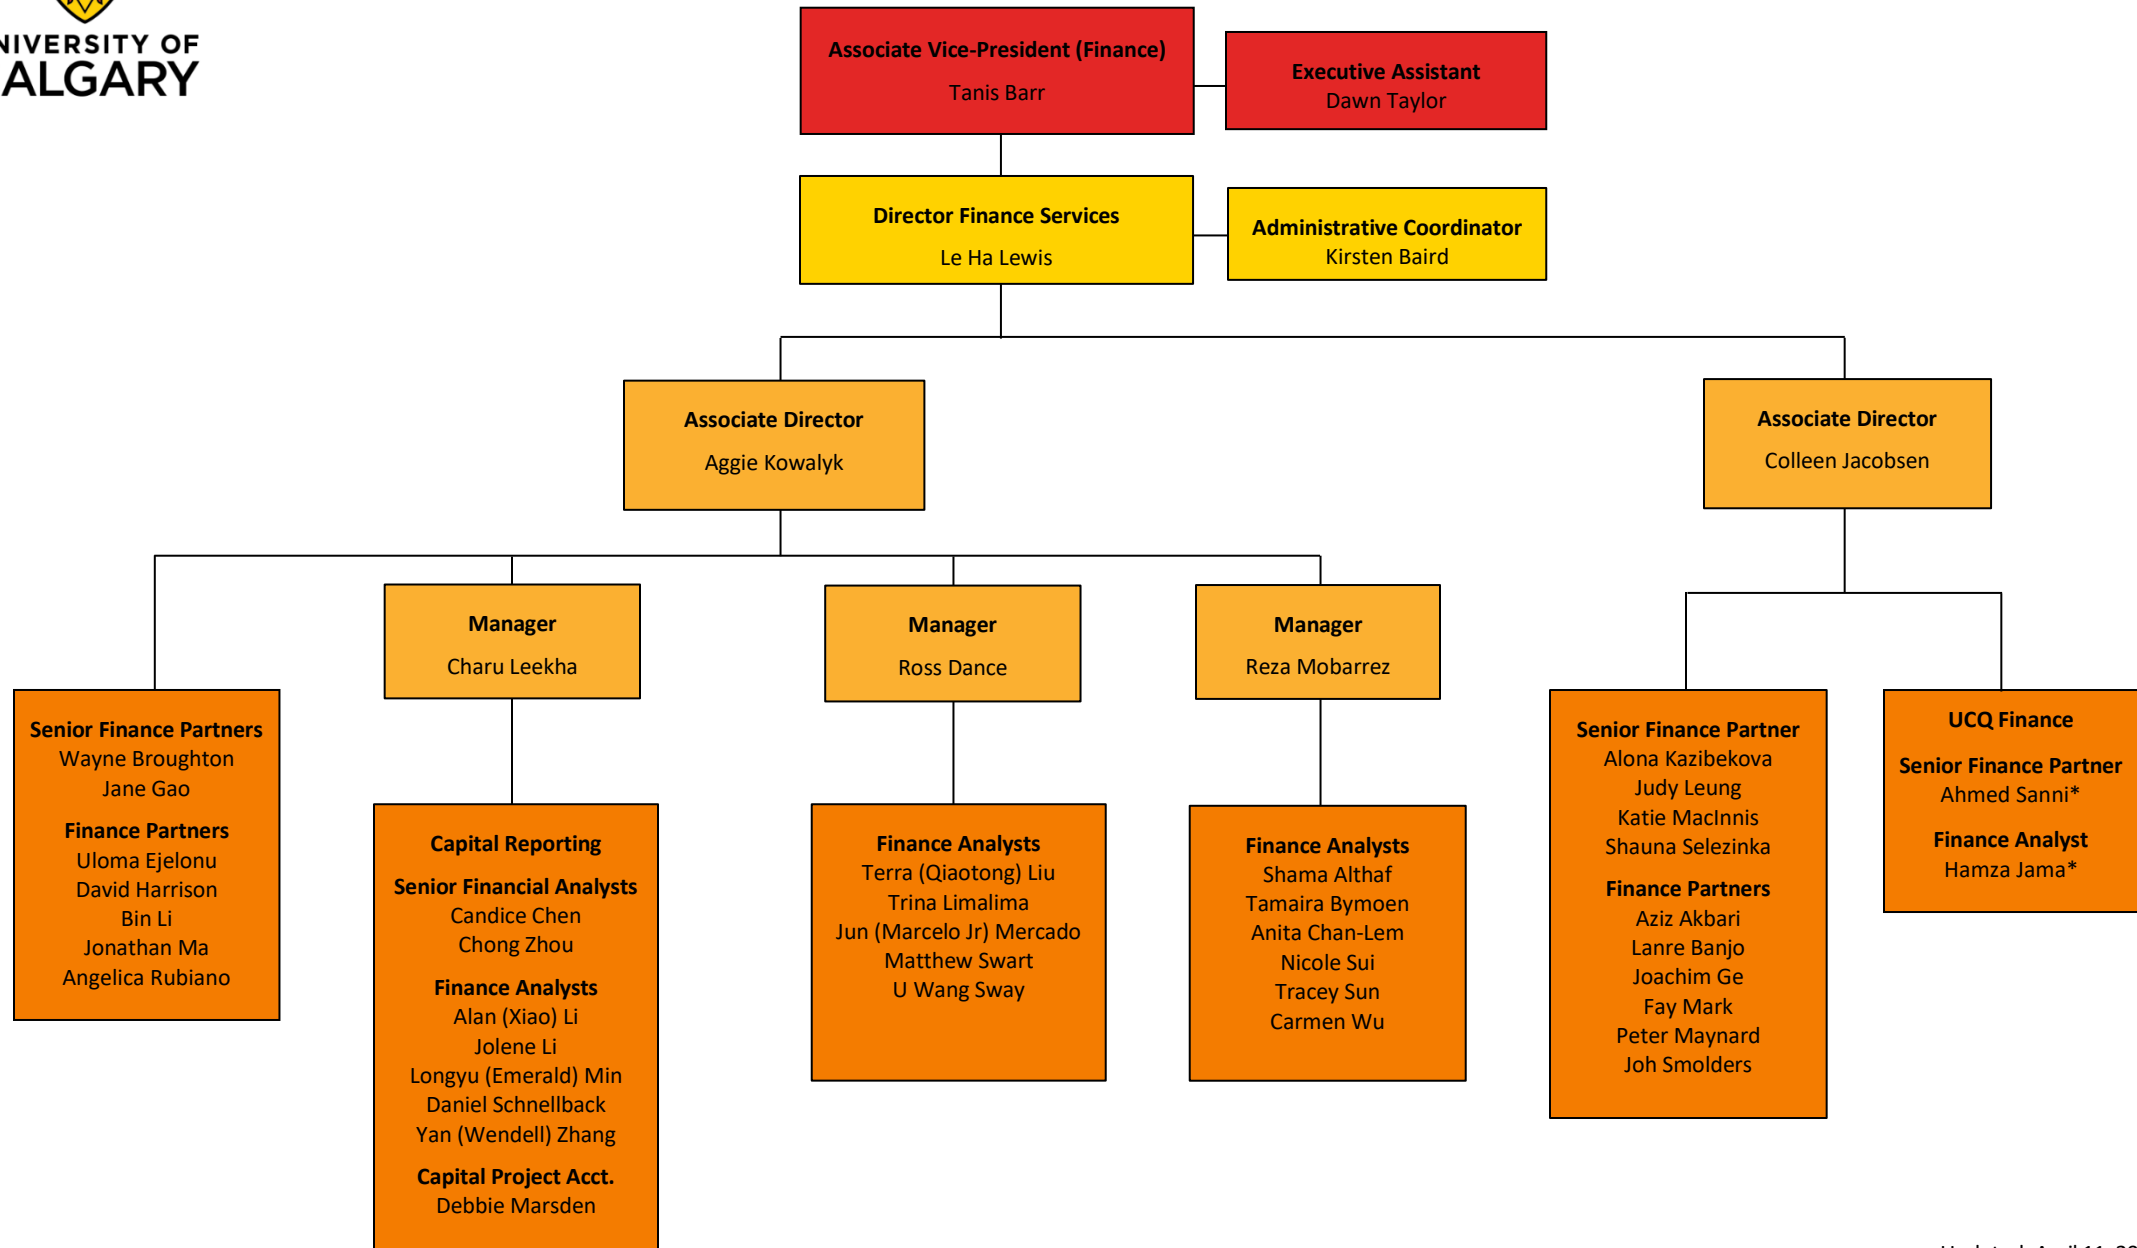 NIVERSITY OF
ALGARY
Associate Vice-President (Finance)
Tanis Barr
Executive Assistant
Dawn Taylor
Director Finance Services
Le Ha Lewis
Administrative Coordinator
Kirsten Baird
Associate Director
Aggie Kowalyk
Associate Director
Colleen Jacobsen
Manager
Charu Leekha
Manager
Ross Dance
Manager
Reza Mobarrez
Senior Finance Partners
Wayne Broughton
Jane Gao
Finance Partners
Uloma Ejelonu
David Harrison
Bin Li
Jonathan Ma
Angelica Rubiano
Capital Reporting
Senior Financial Analysts
Candice Chen
Chong Zhou
Finance Analysts
Alan (Xiao) Li
Jolene Li
Longyu (Emerald) Min
Daniel Schnellback
Yan (Wendell) Zhang
Capital Project Acct.
Debbie Marsden
Finance Analysts
Terra (Qiaotong) Liu
Trina Limalima
Jun (Marcelo Jr) Mercado
Matthew Swart
U Wang Sway
Finance Analysts
Shama Althaf
Tamaira Bymoen
Anita Chan-Lem
Nicole Sui
Tracey Sun
Carmen Wu
Senior Finance Partner
Alona Kazibekova
Judy Leung
Katie MacInnis
Shauna Selezinka
Finance Partners
Aziz Akbari
Lanre Banjo
Joachim Ge
Fay Mark
Peter Maynard
Joh Smolders
UCQ Finance
Senior Finance Partner
Ahmed Sanni*
Finance Analyst
Hamza Jama*